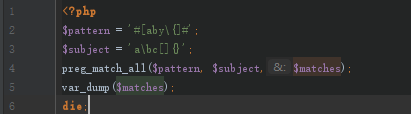 1 <?php
2 $pattern = '#[aby\{]#';
3 $subject = 'a\bc[]{}';
4 preg_match_all($pattern, $subject, &: $matches);
5 var_dump($matches);
6 die;